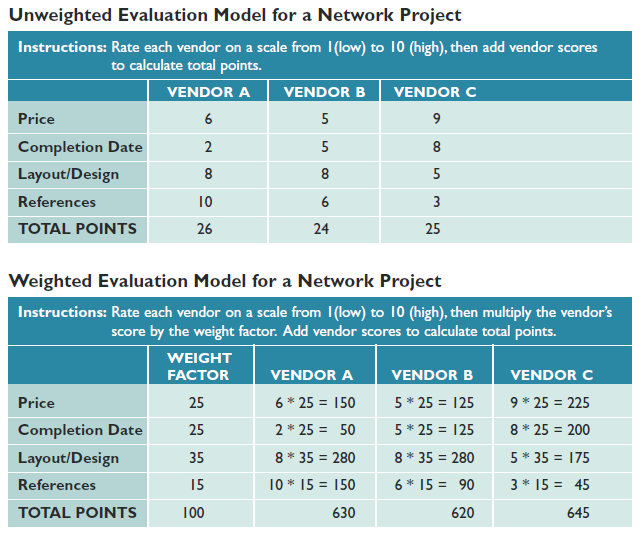 Unweighted Evaluation Model for a Network Project
Instructions: Rate each vendor on a scale from 1(low) to 10 (high), then add vendor scores
to calculate total points.
VENDOR A VENDOR B VENDOR C
Price 6 5 9
Completion Date 2 5 8
Layout/Design 8 8 5
References 10 6 3
TOTAL POINTS 26 24 25
Weighted Evaluation Model for a Network Project
Instructions: Rate each vendor on a scale from 1(low) to 10 (high), then multiply the vendor's
score by the weight factor. Add vendor scores to calculate total points.
WEIGHT
FACTOR VENDOR A VENDOR B VENDOR C
Price 25 6 * 25 = 150 5 * 25 = 125 9 * 25 = 225
Completion Date 25 2 * 25 = 50 5 * 25 = 125 8 * 25 = 200
Layout/Design 35 8 * 35 = 280 8 * 35 = 280 5 * 35 = 175
References 15 10 * 15 = 150 6 * 15 = 90 3 * 15 = 45
TOTAL POINTS 100 630 620 645